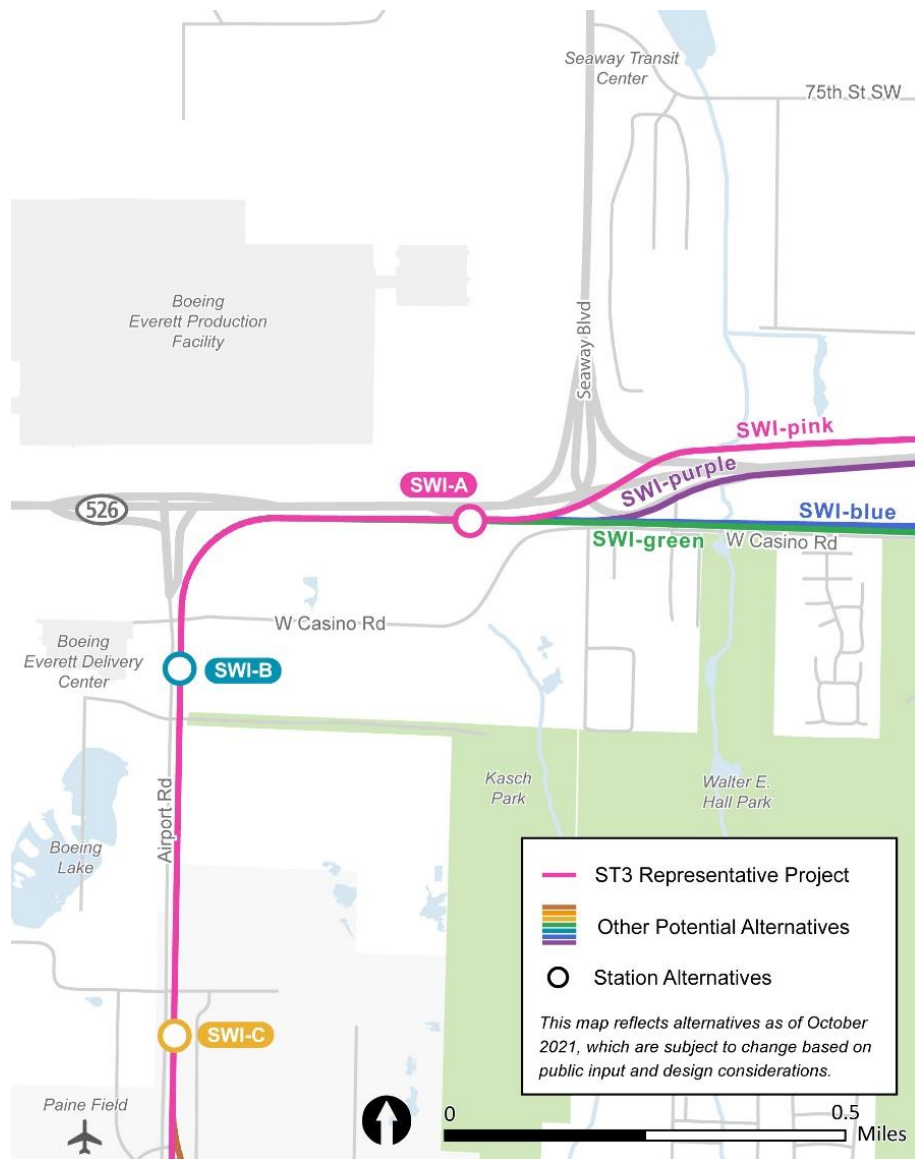 Seaway Transit
Center
75th St SW
Boeing
Everett Production
Facility
Seaway Blvd
SWI-pink
SWI-A
SWI-purple
526
SWI-blue
SWI-green
W Casino Rd
W Casino Rd
Boeing
Everett Delivery
Center
SWI-B
Airport Rd
Kasch
Park
Walter E.
Hall Park
Boeing
Lake
ST3 Representative Project
Other Potential Alternatives
Station Alternatives
This map reflects alternatives as of October
2021, which are subject to change based on
public input and design considerations.
SWI-C
Paine Field
0
0.5
Miles